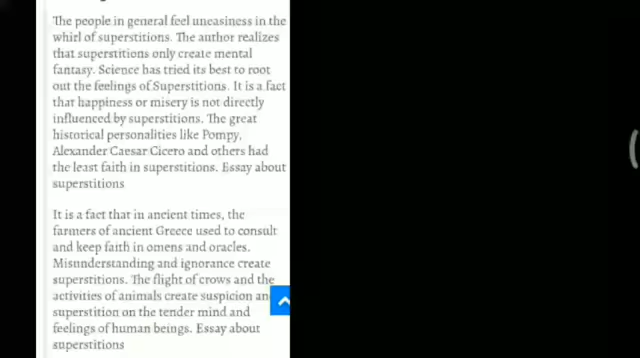 The people in general feel uneasiness in the
whirl of superstitions. The author realizes
that superstitions only create mental
fantasy. Science has tried its best to root
out the feelings of Superstitions. It is a fact
that happiness or misery is not directly
influenced by superstitions. The great
historical personalities like Pompy,
Alexander Caesar Cicero and others had
the least faith in superstitions. Essay about
superstitions
It is a fact that in ancient times, the
farmers of ancient Greece used to consult
and keep faith in omens and oracles.
Misunderstanding and ignorance create
superstitions. The flight of crows and the
activities of animals create suspicion an
superstition on the tender mind and
feelings of human beings. Essay about
superstitions